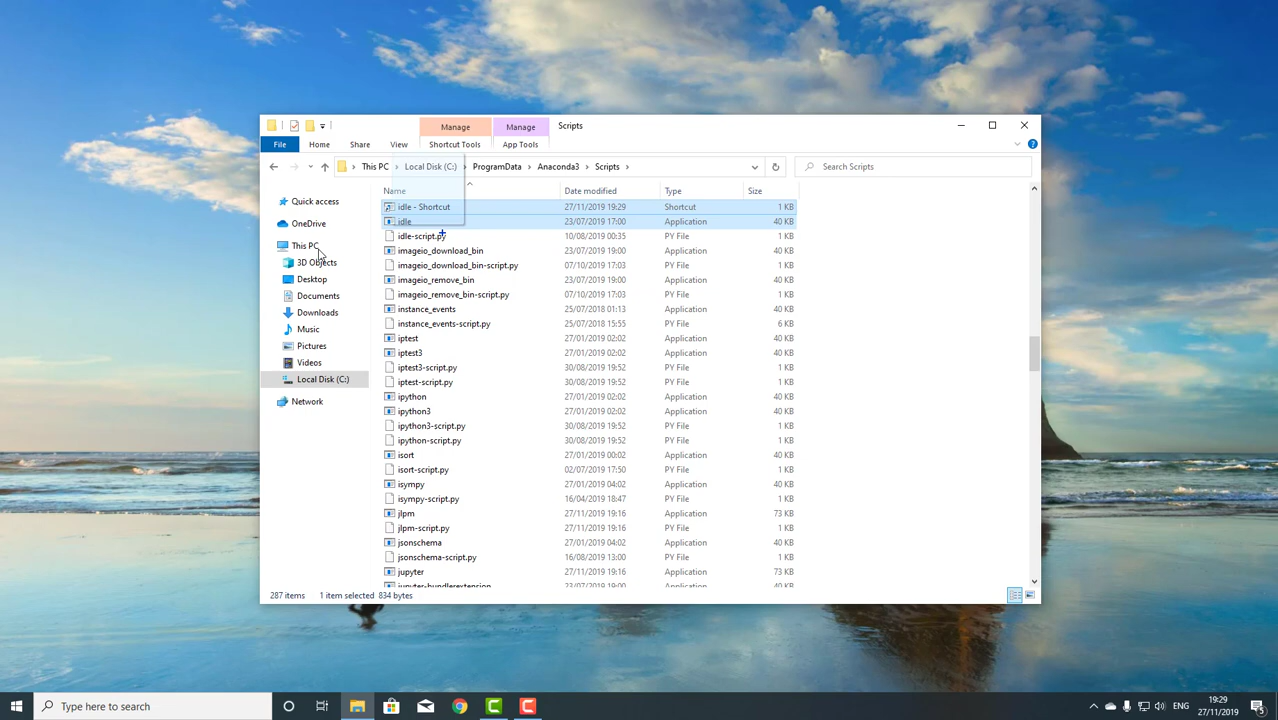 Manage Manage Scripts
File Home Share View Shortcut Tools App Tools
This PC Local Disk (C:) ProgramData Anaconda3 Scripts Search Scripts
Name Date modified Type Size
Quick access
OneDrive
This PC
3D Objects
Desktop
Documents
Downloads
Music
Pictures
Videos
Local Disk (C:)
Network
idle - Shortcut 27/11/2019 19:29 Shortcut 1 KB
idle 23/07/2019 17:00 Application 40 KB
idle-script.py 10/08/2019 00:35 PY File 1 KB
imageio_download_bin 27/01/2019 04:02 Application 40 KB
imageio_download_bin-script.py 07/10/2019 17:03 PY File 1 KB
imageio_remove_bin 23/07/2019 19:00 Application 40 KB
imageio_remove_bin-script.py 07/10/2019 17:03 PY File 1 KB
instance_events 25/07/2018 01:13 Application 40 KB
instance_events-script.py 25/07/2018 15:55 PY File 6 KB
iptest 27/01/2019 02:02 Application 40 KB
iptest3 27/01/2019 02:02 Application 40 KB
iptest3-script.py 30/08/2019 19:52 PY File 1 KB
iptest-script.py 30/08/2019 19:52 PY File 1 KB
ipython 27/01/2019 02:02 Application 40 KB
ipython3 27/01/2019 02:02 Application 40 KB
ipython3-script.py 30/08/2019 19:52 PY File 1 KB
ipython-script.py 30/08/2019 19:52 PY File 1 KB
isort 27/01/2019 00:02 Application 40 KB
isort-script.py 02/07/2019 17:50 PY File 1 KB
isympy 27/01/2019 04:02 Application 40 KB
isympy-script.py 16/04/2019 18:47 PY File 1 KB
jlpm 27/11/2019 19:16 Application 73 KB
jlpm-script.py 27/11/2019 19:16 PY File 1 KB
jsonschema 27/01/2019 04:02 Application 40 KB
jsonschema-script.py 16/08/2019 13:00 PY File 1 KB
jupyter 27/11/2019 19:16 Application 73 KB
jupyter-bundlerextension 23/07/2019 19:00 Application 40 KB
287 items 1 item selected 834 bytes
Type here to search
ENG
19:29
27/11/2019
5